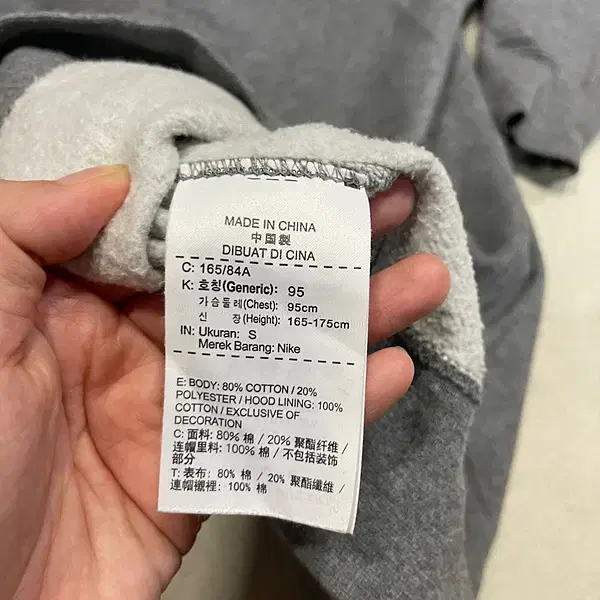 MADE IN CHINA
中国製
DIBUAT DI CINA
C: 165/84A
K: 호칭(Generic): 95
가슴둘레(Chest): 95cm
신 장(Height): 165-175cm
IN: Ukuran: S
Merek Barang: Nike
E: BODY: 80% COTTON / 20%
POLYESTER / HOOD LINING: 100%
COTTON / EXCLUSIVE OF
DECORATION
C: 面料: 80% 棉 / 20% 聚酯纤维 /
连帽里料: 100% 棉 / 不包括装饰
部分
T: 表布: 80% 棉 / 20% 聚酯纖維 /
連帽襯裡: 100% 棉